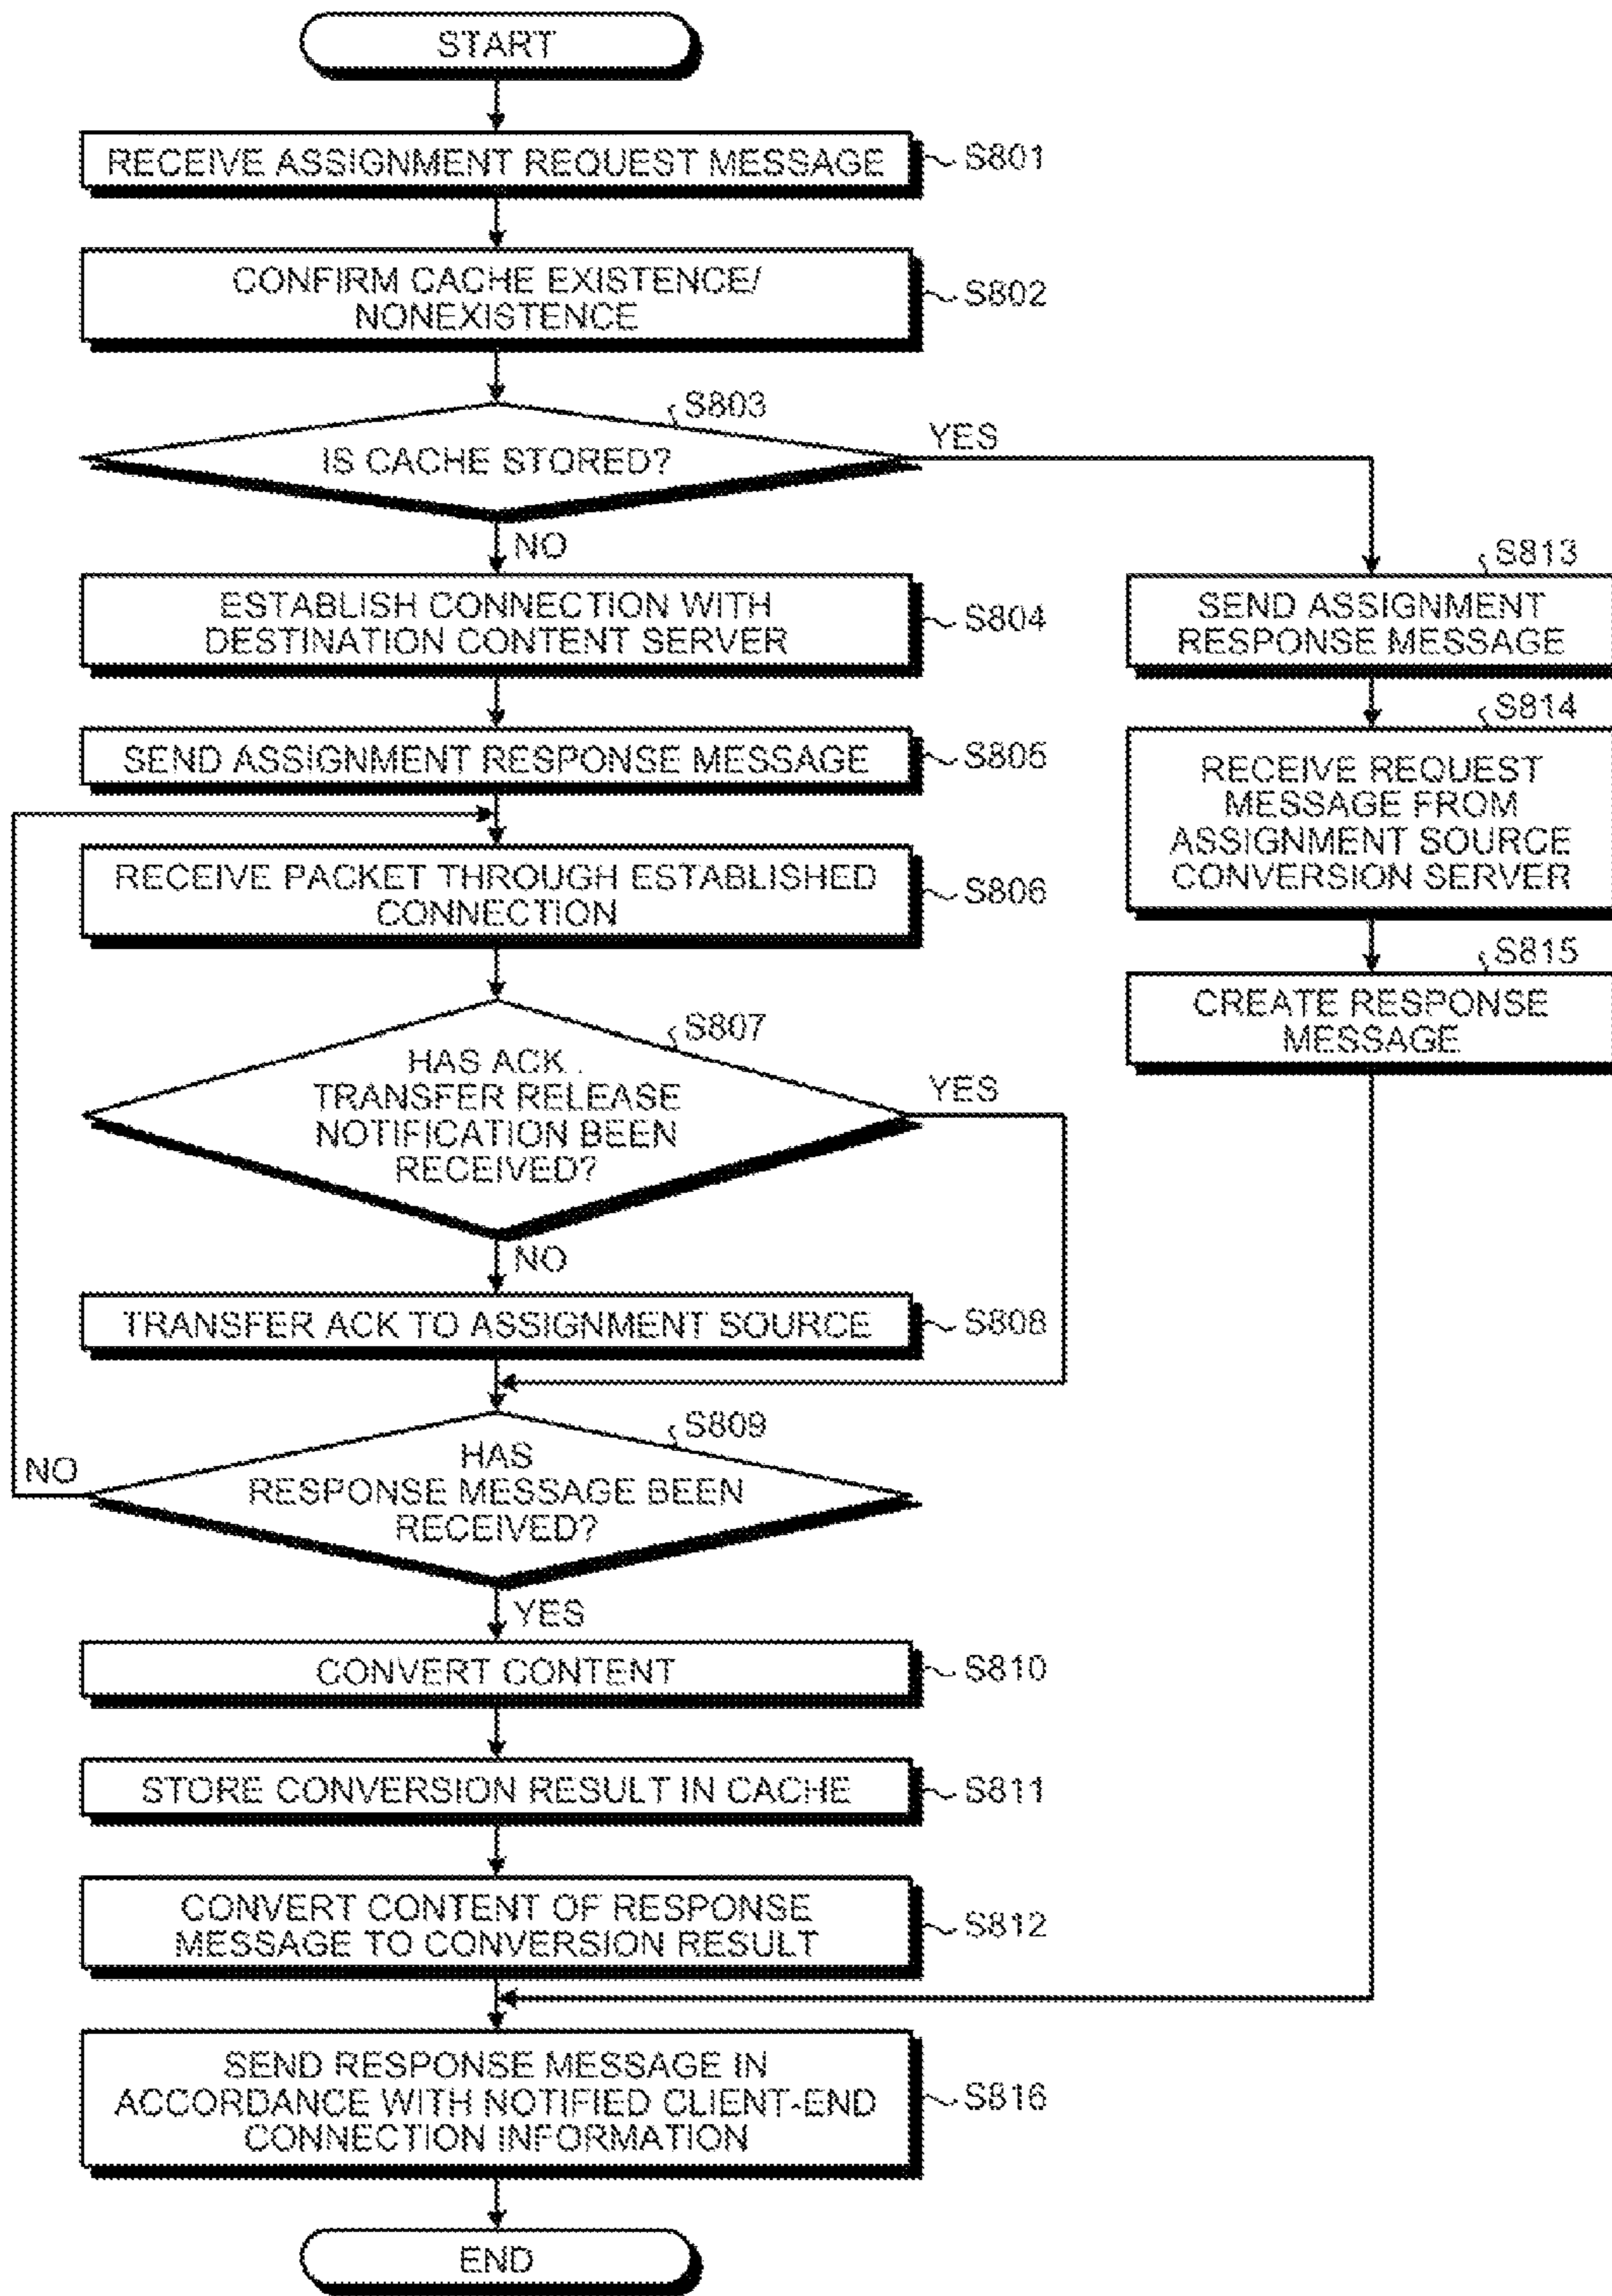 START
RECEIVE ASSIGNMENT REQUEST MESSAGE
S801
CONFIRM CACHE EXISTENCE/
NONEXISTENCE
S802
S803
IS CACHE STORED?
YES
NO
ESTABLISH CONNECTION WITH
DESTINATION CONTENT SERVER
S804
SEND ASSIGNMENT RESPONSE MESSAGE
S805
RECEIVE PACKET THROUGH ESTABLISHED
CONNECTION
S806
S807
HAS ACK .
TRANSFER RELEASE
NOTIFICATION BEEN
RECEIVED?
YES
NO
TRANSFER ACK TO ASSIGNMENT SOURCE
S808
S809
HAS
RESPONSE MESSAGE BEEN
RECEIVED?
NO
YES
CONVERT CONTENT
S810
STORE CONVERSION RESULT IN CACHE
S811
CONVERT CONTENT OF RESPONSE
MESSAGE TO CONVERSION RESULT
S812
S813
SEND ASSIGNMENT
RESPONSE MESSAGE
S814
RECEIVE REQUEST
MESSAGE FROM
ASSIGNMENT SOURCE
CONVERSION SERVER
S815
CREATE RESPONSE
MESSAGE
SEND RESPONSE MESSAGE IN
ACCORDANCE WITH NOTIFIED CLIENT-END
CONNECTION INFORMATION
S816
END